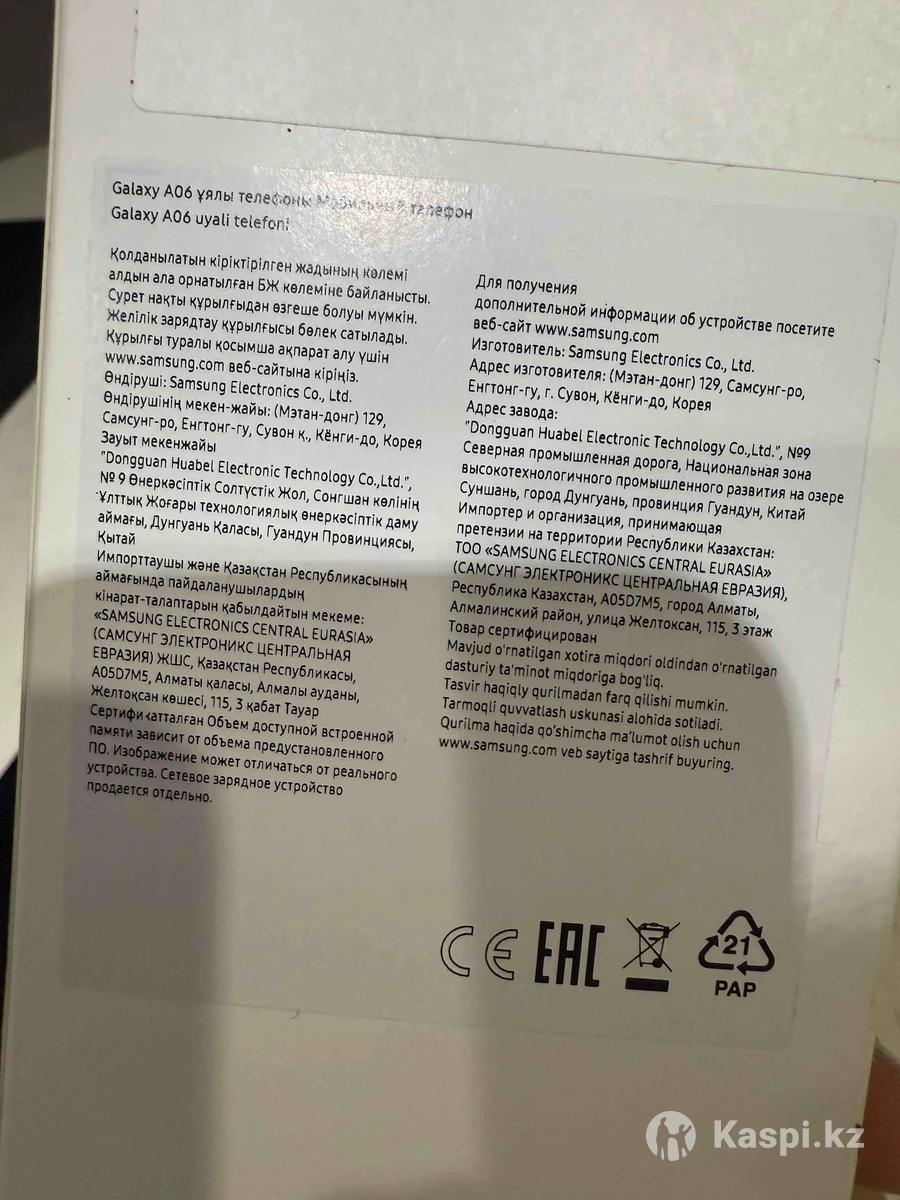 Galaxy A06 ұялы телефоны Мобильный телефон
Galaxy A06 uyali telefoni
Қолданылатын кіріктірілген жадының көлемі
алдын ала орнатылған БЖ көлеміне байланысты.
Сурет нақты құрылғыдан өзгеше болуы мүмкін.
Желілік зарядтау құрылғысы бөлек сатылады.
Құрылғы туралы қосымша ақпарат алу үшін
www.samsung.com веб-сайтына кіріңіз.
Өндіруші: Samsung Electronics Co., Ltd.
Өндірушінің мекен-жайы: (Мэтан-донг) 129,
Самсунг-ро, Енгтонг-гу, Сувон қ., Кёнги-до, Корея
Зауыт мекенжайы
"Dongguan Huabel Electronic Technology Co.,Ltd.",
№ 9 Өнеркәсіптік Солтүстік Жол, Сонгшан көлінің
Ұлттық Жоғары технологиялық өнеркәсіптік даму
аймағы, Дунгуань Қаласы, Гуандун Провинциясы,
Қытай
Импорттаушы және Қазақстан Республикасының
аймағында пайдаланушылардың
кінарат-талаптарын қабылдайтын мекеме:
«SAMSUNG ELECTRONICS CENTRAL EURASIA»
(САМСУНГ ЭЛЕКТРОНИКС ЦЕНТРАЛЬНАЯ
ЕВРАЗИЯ) ЖШС, Қазақстан Республикасы,
A05D7M5, Алматы қаласы, Алмалы ауданы,
Желтоқсан көшесі, 115, 3 қабат Тауар
Сертификатталған Объем доступной встроенной
памяти зависит от объема предустановленного
ПО. Изображение может отличаться от реального
устройства. Сетевое зарядное устройство
продается отдельно.
Для получения
дополнительной информации об устройстве посетите
веб-сайт www.samsung.com
Изготовитель: Samsung Electronics Co., Ltd.
Адрес изготовителя: (Мэтан-донг) 129, Самсунг-ро,
Енгтонг-гу, г. Сувон, Кёнги-до, Корея
Адрес завода:
"Dongguan Huabel Electronic Technology Co.,Ltd.", №9
Северная промышленная дорога, Национальная зона
высокотехнологичного промышленного развития на озере
Суншань, город Дунгуань, провинция Гуандун, Китай
Импортер и организация, принимающая
претензии на территории Республики Казахстан:
ТОО «SAMSUNG ELECTRONICS CENTRAL EURASIA»
(САМСУНГ ЭЛЕКТРОНИКС ЦЕНТРАЛЬНАЯ ЕВРАЗИЯ),
Республика Казахстан, A05D7M5, город Алматы,
Алмалинский район, улица Желтоксан, 115, 3 этаж
Товар сертифицирован
Mavjud o'rnatilgan xotira miqdori oldindan o'rnatilgan
dasturiy ta'minot miqdoriga bog'liq.
Tasvir haqiqiy qurilmadan farq qilishi mumkin.
Tarmoqli quvvatlash uskunasi alohida sotiladi.
Qurilma haqida qo'shimcha ma'lumot olish uchun
www.samsung.com veb saytiga tashrif buyuring.
CE EAC 21
PAP
Kaspi.kz